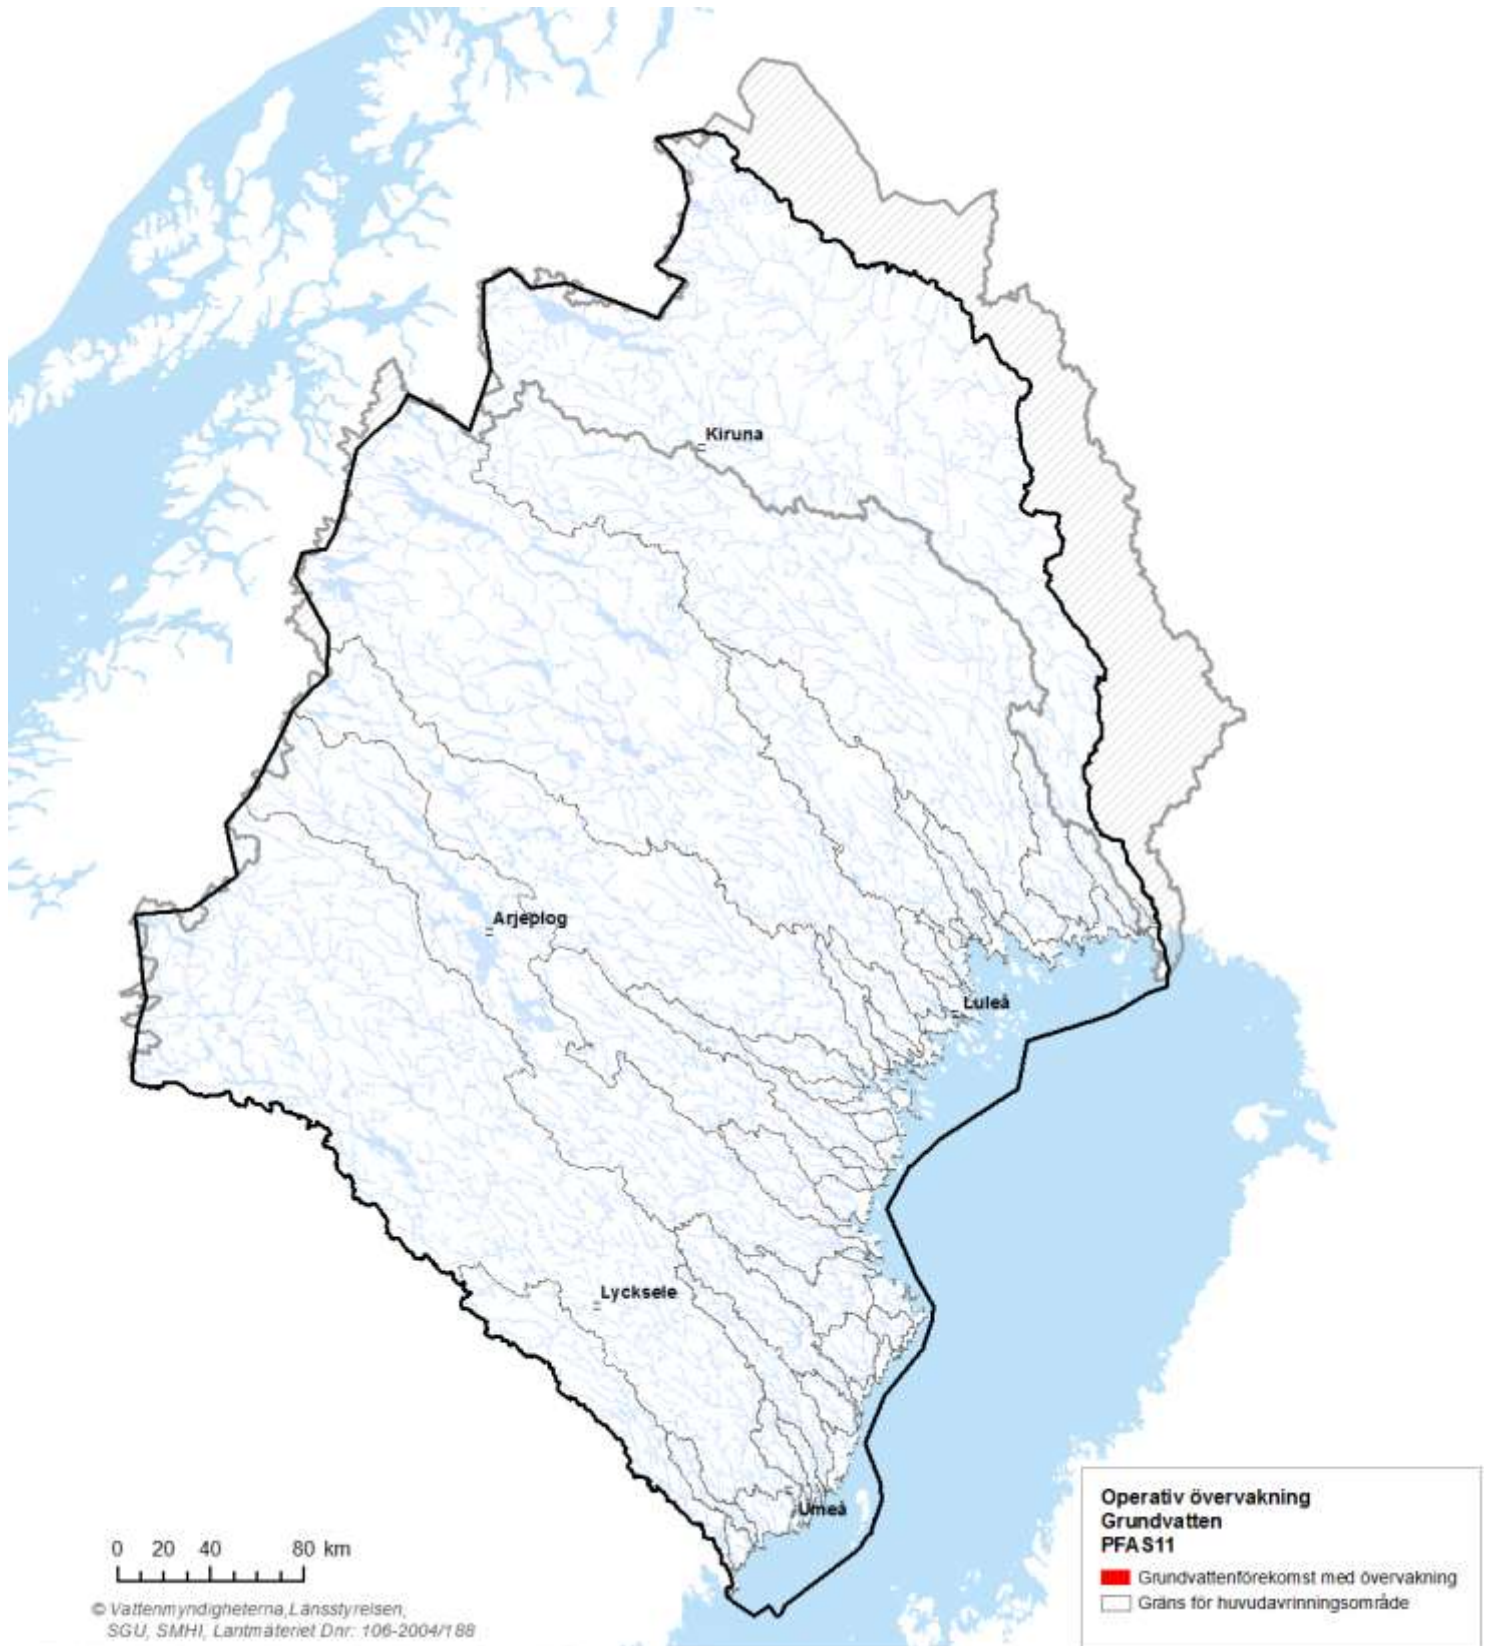 Kiruna
Arjeplog
Luleå
Lycksele
Umeå
0 20 40 80 km
© Vattenmyndigheterna,Länsstyrelsen,
SGU, SMHI, Lantmäteriet Dnr: 106-2004/188
Operativ övervakning
Grundvatten
PFAS11
Grundvattenförekomst med övervakning
Gräns för huvudavrinningsområde